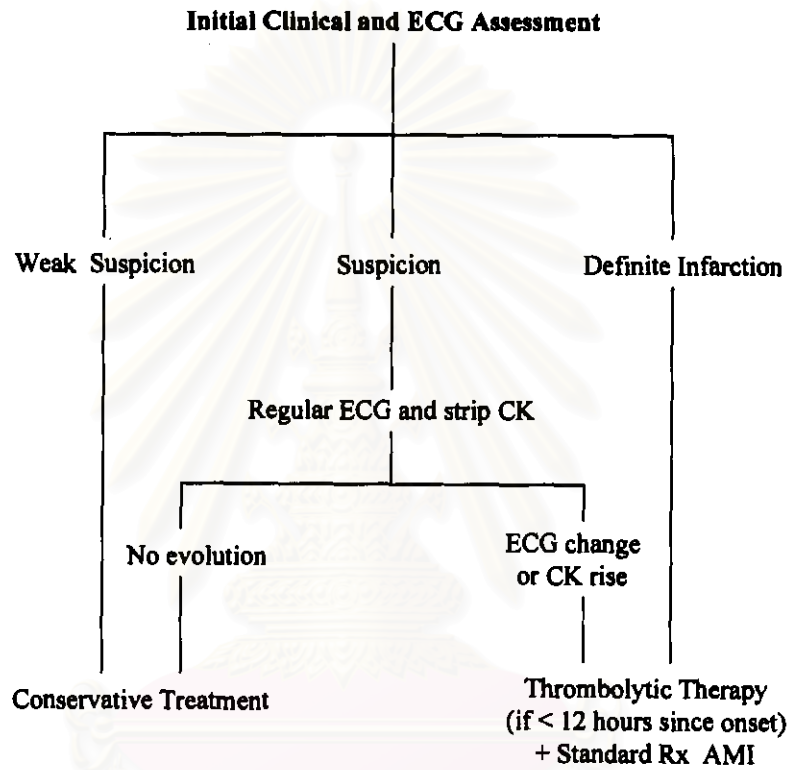 Initial Clinical and ECG Assessment
Weak Suspicion
Suspicion
Definite Infarction
Regular ECG and strip CK
No evolution
ECG change
or CK rise
Conservative Treatment
Thrombolytic Therapy
(if < 12 hours since onset)
+ Standard Rx AMI